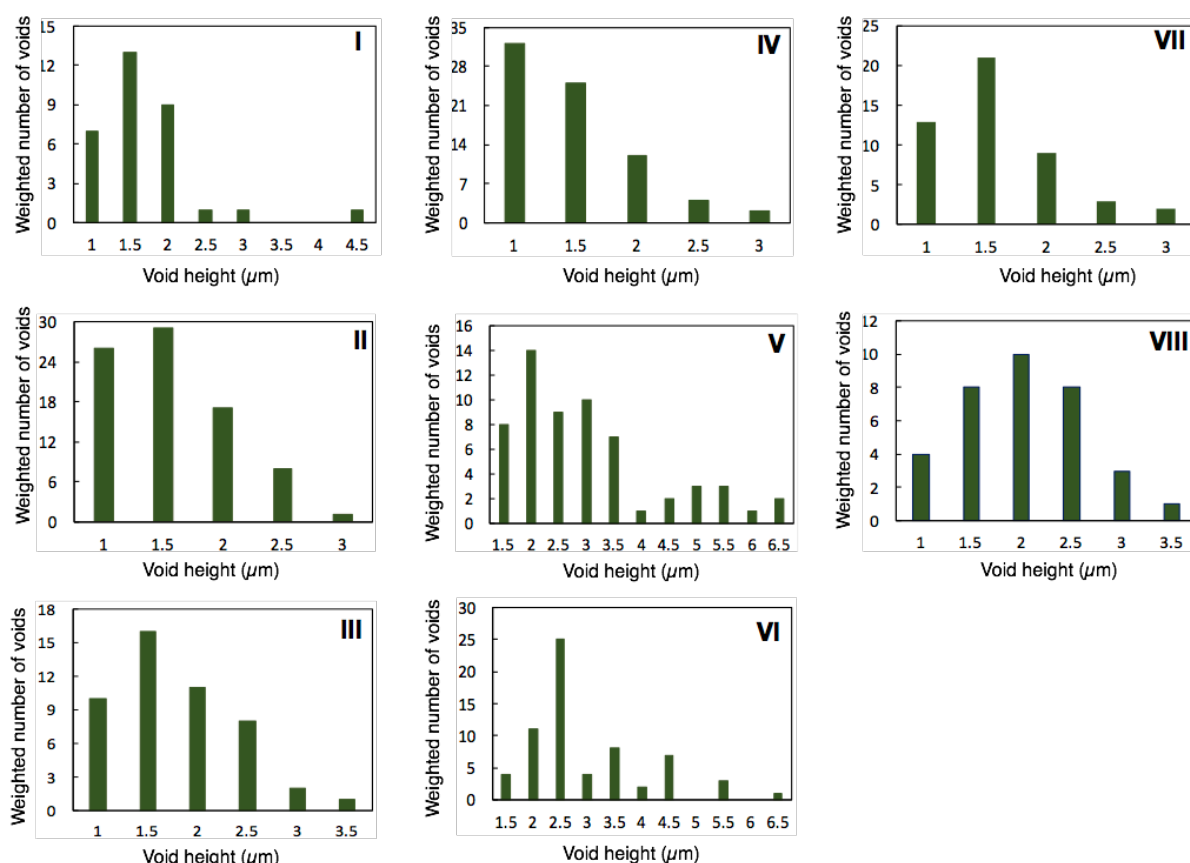 I
Weighted number of voids
15
12
9
6
3
0
1 1.5 2 2.5 3 3.5 4 4.5
Void height (µm)
IV
Weighted number of voids
35
28
21
14
7
0
1 1.5 2 2.5 3
Void height (µm)
VII
Weighted number of voids
25
20
15
10
5
0
1 1.5 2 2.5 3
Void height (µm)
II
Weighted number of voids
30
24
18
12
6
0
1 1.5 2 2.5 3
Void height (µm)
V
Weighted number of voids
16
14
12
10
8
6
4
2
0
1.5 2 2.5 3 3.5 4 4.5 5 5.5 6 6.5
Void height (µm)
VIII
Weighted number of voids
12
10
8
6
4
2
0
1 1.5 2 2.5 3 3.5
Void height (µm)
III
Weighted number of voids
18
15
12
9
6
3
0
1 1.5 2 2.5 3 3.5
Void height (µm)
VI
Weighted number of voids
30
25
20
15
10
5
0
1.5 2 2.5 3 3.5 4 4.5 5 5.5 6 6.5
Void height (µm)